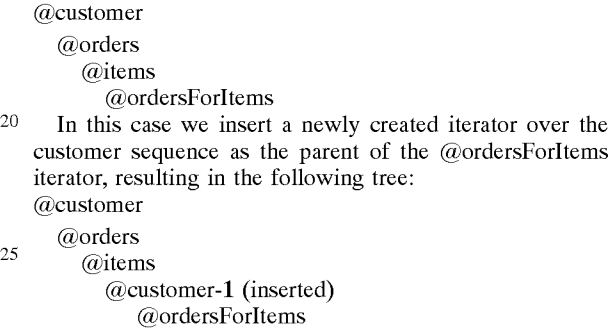 @customer
@orders
@items
@ordersForItems
20 In this case we insert a newly created iterator over the
customer sequence as the parent of the @ordersForItems
iterator, resulting in the following tree:
@customer
@orders
25
@items
@customer-1 (inserted)
@ordersForItems